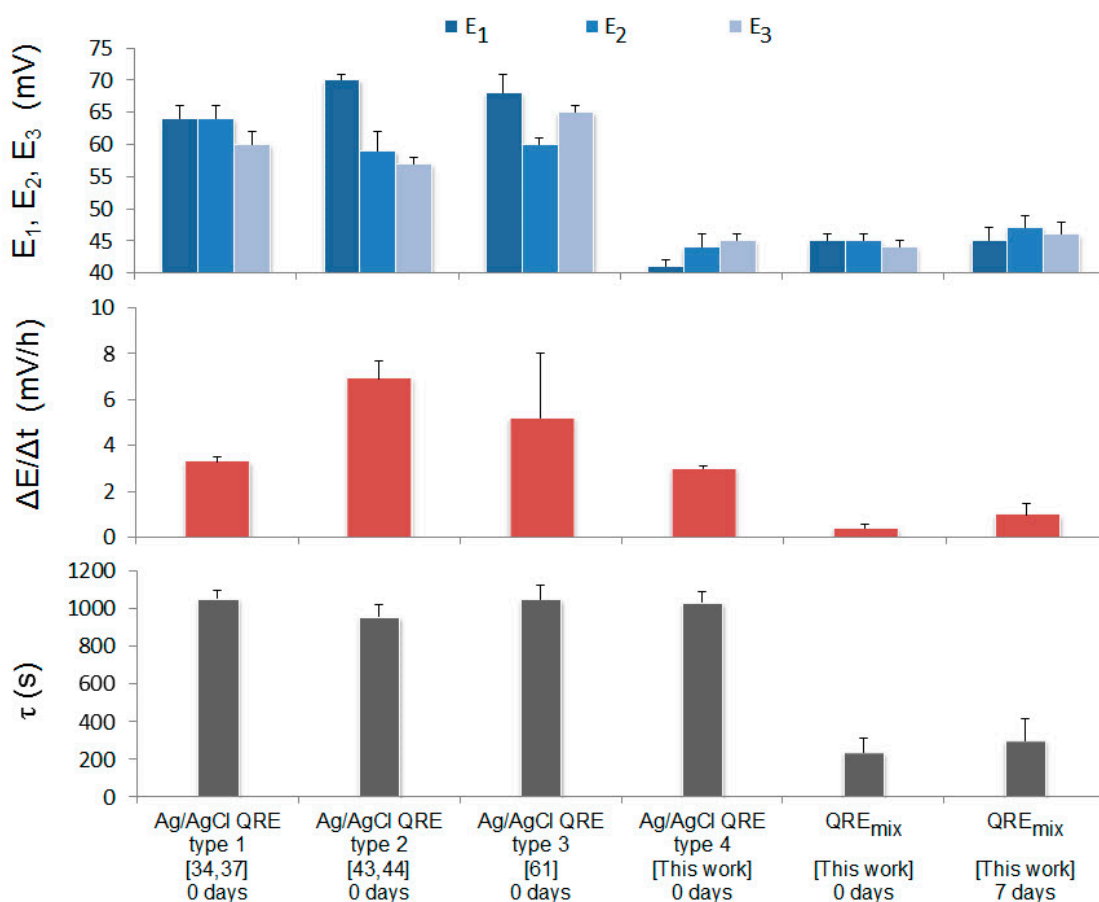 E1 E2 E3
E1, E2, E3 (mV)
75
70
65
60
55
50
45
40
ΔE/Δt (mV/h)
10
8
6
4
2
0
τ (s)
1200
1000
800
600
400
200
0
Ag/AgCl QRE
type 1
[34,37]
0 days
Ag/AgCl QRE
type 2
[43,44]
0 days
Ag/AgCl QRE
type 3
[61]
0 days
Ag/AgCl QRE
type 4
[This work]
0 days
QREmix
[This work]
0 days
QREmix
[This work]
7 days